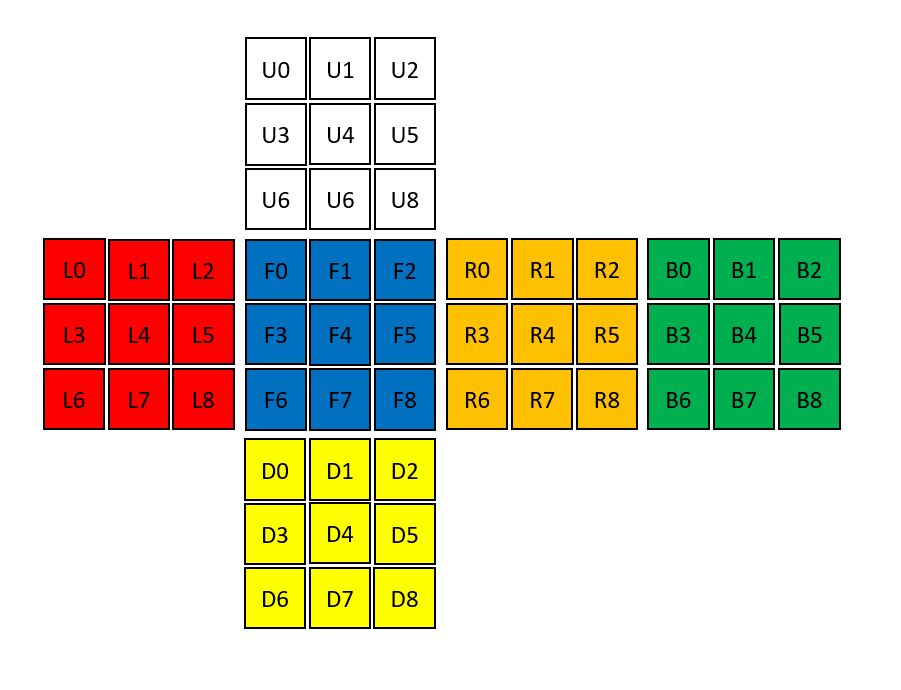 U0 U1 U2
U3 U4 U5
U6 U6 U8
L0 L1 L2 F0 F1 F2 R0 R1 R2 B0 B1 B2
L3 L4 L5 F3 F4 F5 R3 R4 R5 B3 B4 B5
L6 L7 L8 F6 F7 F8 R6 R7 R8 B6 B7 B8
D0 D1 D2
D3 D4 D5
D6 D7 D8